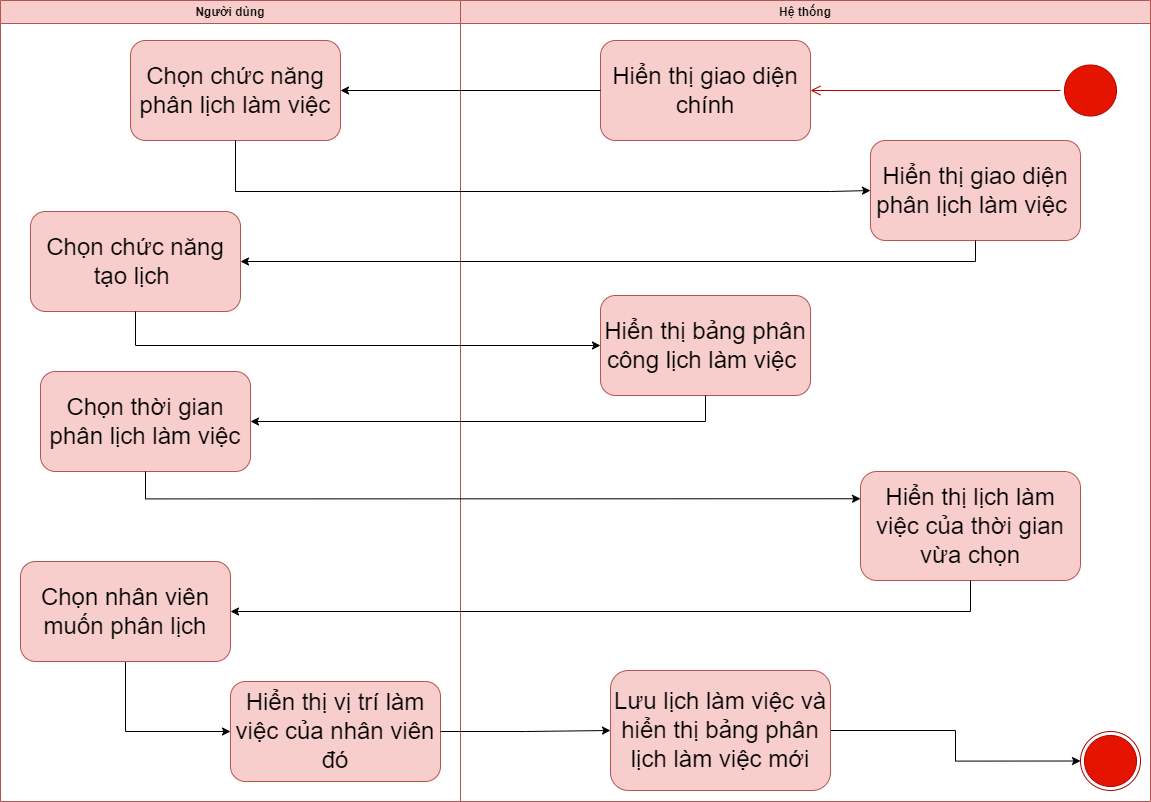 Người dùng
Hệ thống
Chọn chức năng
phân lịch làm việc
Hiển thị giao diện
chính
Hiển thị giao diện
phân lịch làm việc
Chọn chức năng
tạo lịch
Hiển thị bảng phân
công lịch làm việc
Chọn thời gian
phân lịch làm việc
Hiển thị lịch làm
việc của thời gian
vừa chọn
Chọn nhân viên
muốn phân lịch
Hiển thị vị trí làm
việc của nhân viên
đó
Lưu lịch làm việc và
hiển thị bảng phân
lịch làm việc mới